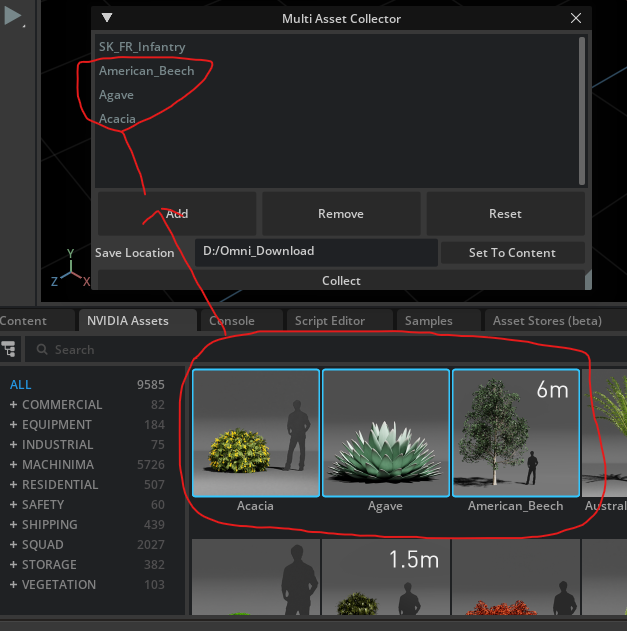 Multi Asset Collector
SK_FR_Infantry
American_Beech
Agave
Acacia
Add Remove Reset
Save Location D:/Omni_Download Set To Content
Collect
Y
Z X
Content NVIDIA Assets Console Script Editor Samples Asset Stores (beta)
Search
ALL 9585
+ COMMERCIAL 82
+ EQUIPMENT 184
+ INDUSTRIAL 75
+ MACHINIMA 5726
+ RESIDENTIAL 507
+ SAFETY 60
+ SHIPPING 439
+ SQUAD 2027
+ STORAGE 382
+ VEGETATION 103
6m
Acacia Agave American_Beech
1.5m